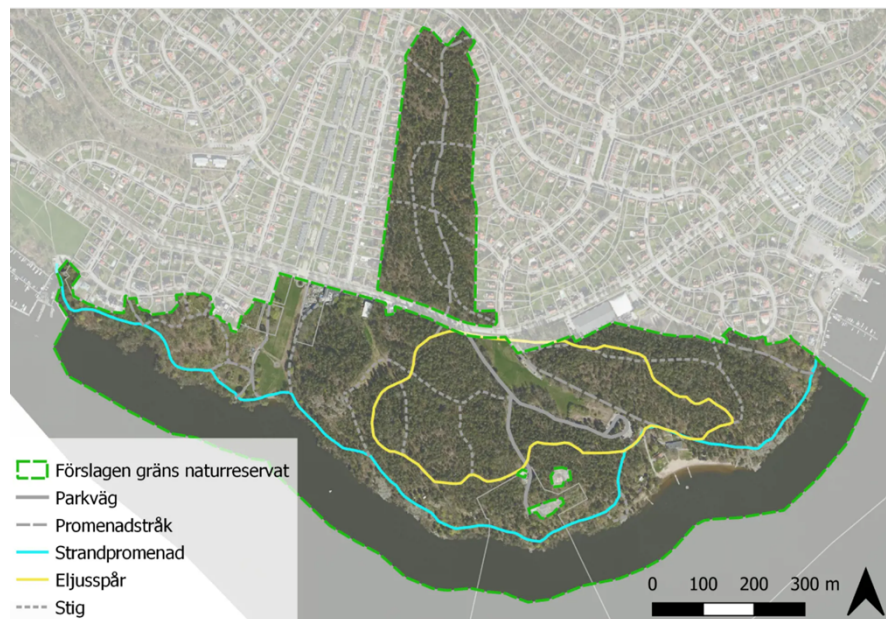 Förslagen gräns naturreservat
Parkväg
Promenadstråk
Strandpromenad
Eljusspår
Stig
0 100 200 300 m